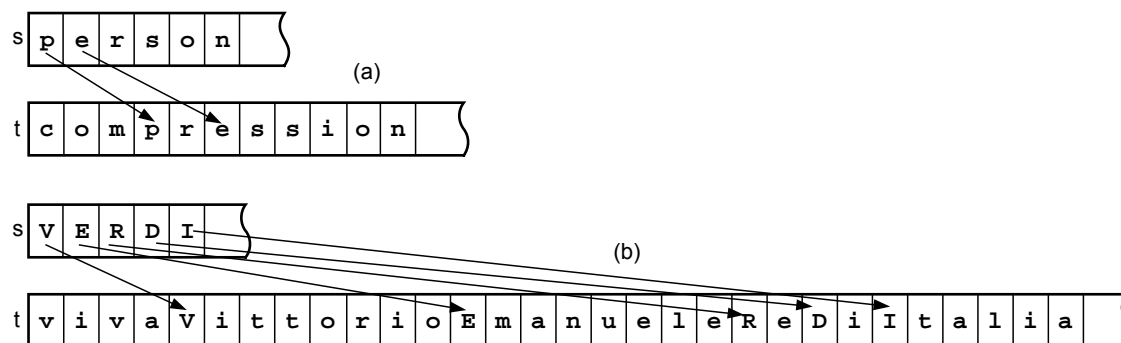 s p e r s o n
(a)
t c o m p r e s s i o n
s V E R D I
(b)
t v i v a V i t t o r i o E m a n u e l e R e D i I t a l i a